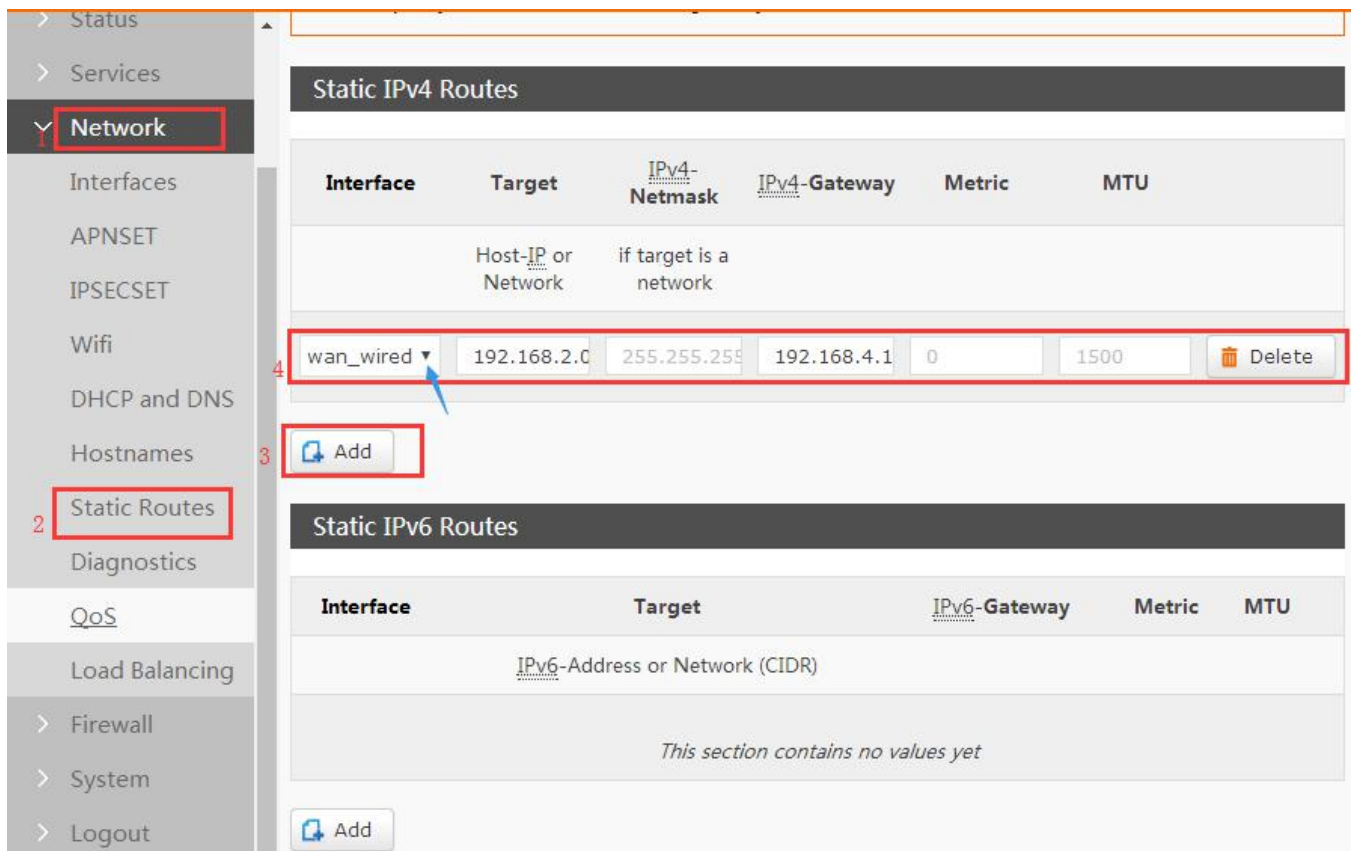 Status
Services
1
Network
Interfaces
APNSET
IPSECSET
Wifi
DHCP and DNS
Hostnames
2
Static Routes
Diagnostics
QoS
Load Balancing
Firewall
System
Logout
Static IPv4 Routes
Interface Target IPv4-Netmask IPv4-Gateway Metric MTU
Host-IP or Network if target is a network
4
wan_wired 192.168.2.0 255.255.255 192.168.4.1 0 1500 Delete
3
Add
Static IPv6 Routes
Interface Target IPv6-Gateway Metric MTU
IPv6-Address or Network (CIDR)
This section contains no values yet
Add